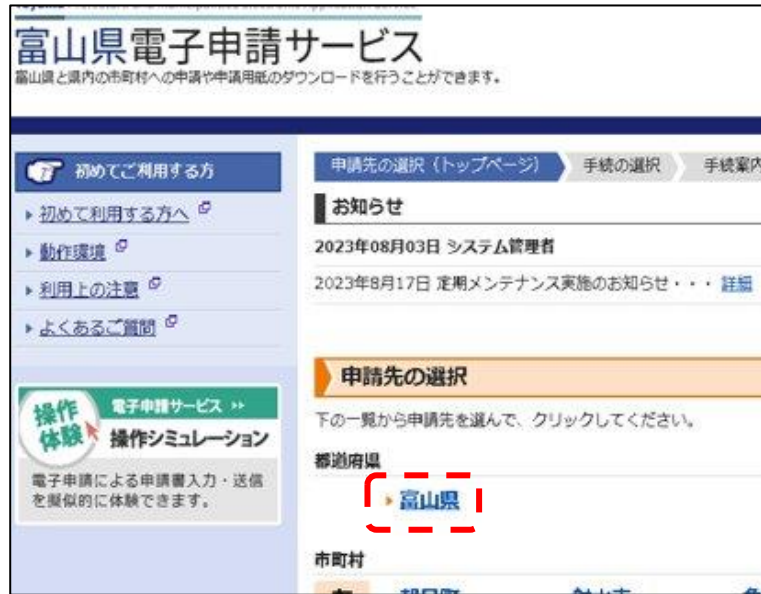 富山県電子申請サービス
富山県と県内の市町村への申請や申請用紙のダウンロードを行うことができます。
初めてご利用する方
初めて利用する方へ
動作環境
利用上の注意
よくあるご質問
操作体験
電子申請サービス
操作シミュレーション
電子申請による申請書入力・送信
を擬似的に体験できます。
申請先の選択（トップページ） 手続の選択 手続案内
お知らせ
2023年08月03日 システム管理者
2023年8月17日 定期メンテナンス実施のお知らせ・・・ 詳細
申請先の選択
下の一覧から申請先を選んで、クリックしてください。
都道府県
富山県
市町村